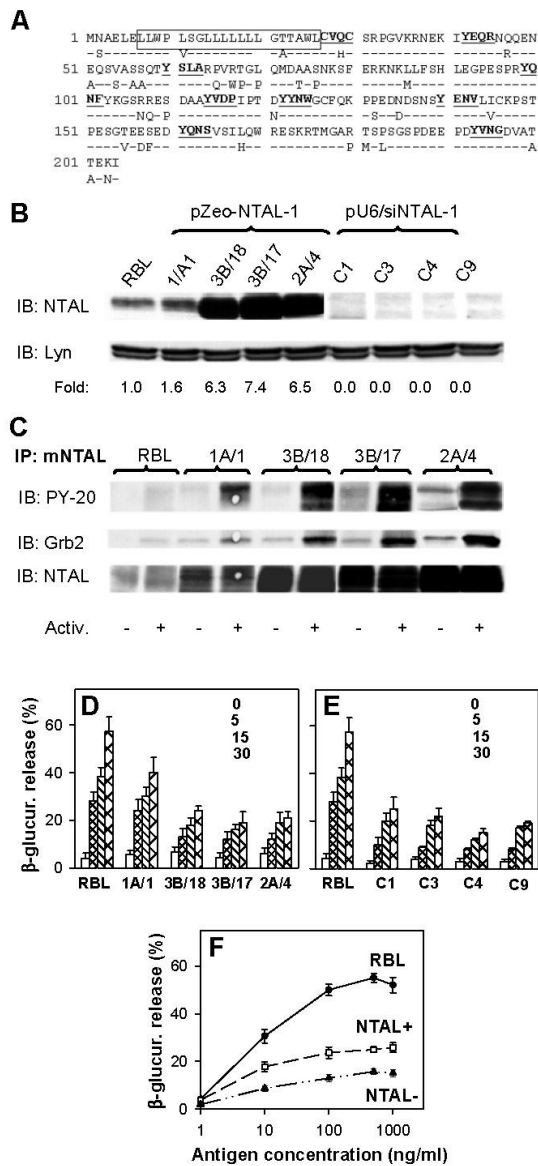 A
1 MNAELELLWP LSGLLLLLLL GTTAWLCVQC SRPGVKRNEK IYEQRNQQEN
--S------- ---V------ ----A---H- ---------- -------R--
51 EQSVASSQTY SLARPVRTGL QMDAASNKSF ERKNKLLFSH LEGPESPRYQ
A--S--AA-- -----Q-WP- ----T-P--- -------M-- ----------
101 NFYKGSRRES DAAYVDPIPT DYYNWGCFQK PPEDNDSNSY ENVLICKPST
----NQ-P-- ---------N -----H---- -----D---- -----V----
151 PESGTEESED YQNSVSILQW RESKRTMGAR TPSGSPDEEP DYVNGDVATA
---V--DF-- -----H---- ---------P --M-L----- -------A--
201 TEKI
A-N-
B
pZeo-NTAL-1 pU6/siNTAL-1
RBL 1/A1 3B/18 3B/17 2A/4 C1 C3 C4 C9
IB: NTAL
IB: Lyn
Fold: 1.0 1.6 6.3 7.4 6.5 0.0 0.0 0.0 0.0
C
IP: mNTAL RBL 1A/1 3B/18 3B/17 2A/4
IB: PY-20
IB: Grb2
IB: NTAL
Activ. - + - + - + - + - +
D
β-glucur. release (%)
60
40
20
0
0
5
15
30
RBL 1A/1 3B/18 3B/17 2A/4
E
0
5
15
30
RBL C1 C3 C4 C9
F
β-glucur. release (%)
60
40
20
0
RBL
NTAL+
NTAL-
1 10 100 1000
Antigen concentration (ng/ml)